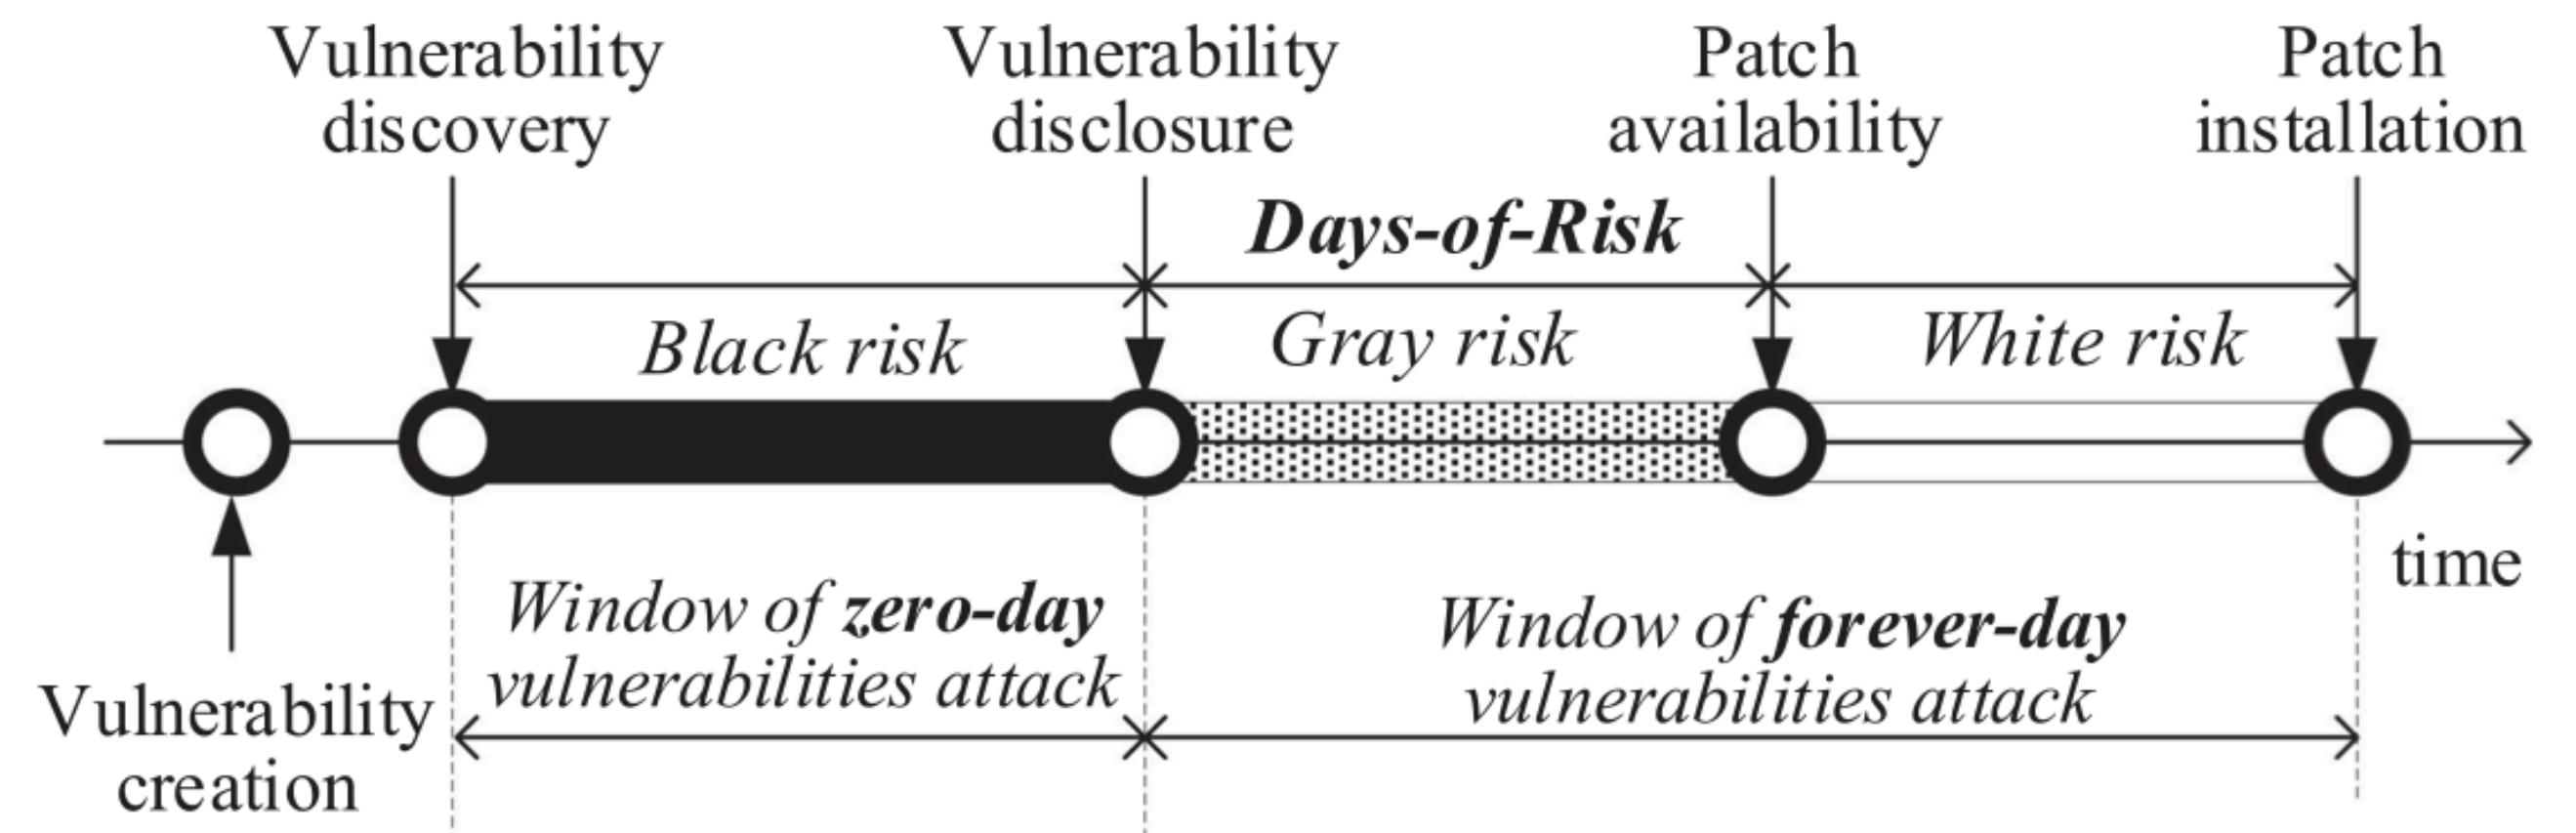 Vulnerability
discovery
Vulnerability
disclosure
Patch
availability
Patch
installation
Days-of-Risk
Black risk
Gray risk
White risk
time
Window of zero-day
vulnerabilities attack
Window of forever-day
vulnerabilities attack
Vulnerability
creation